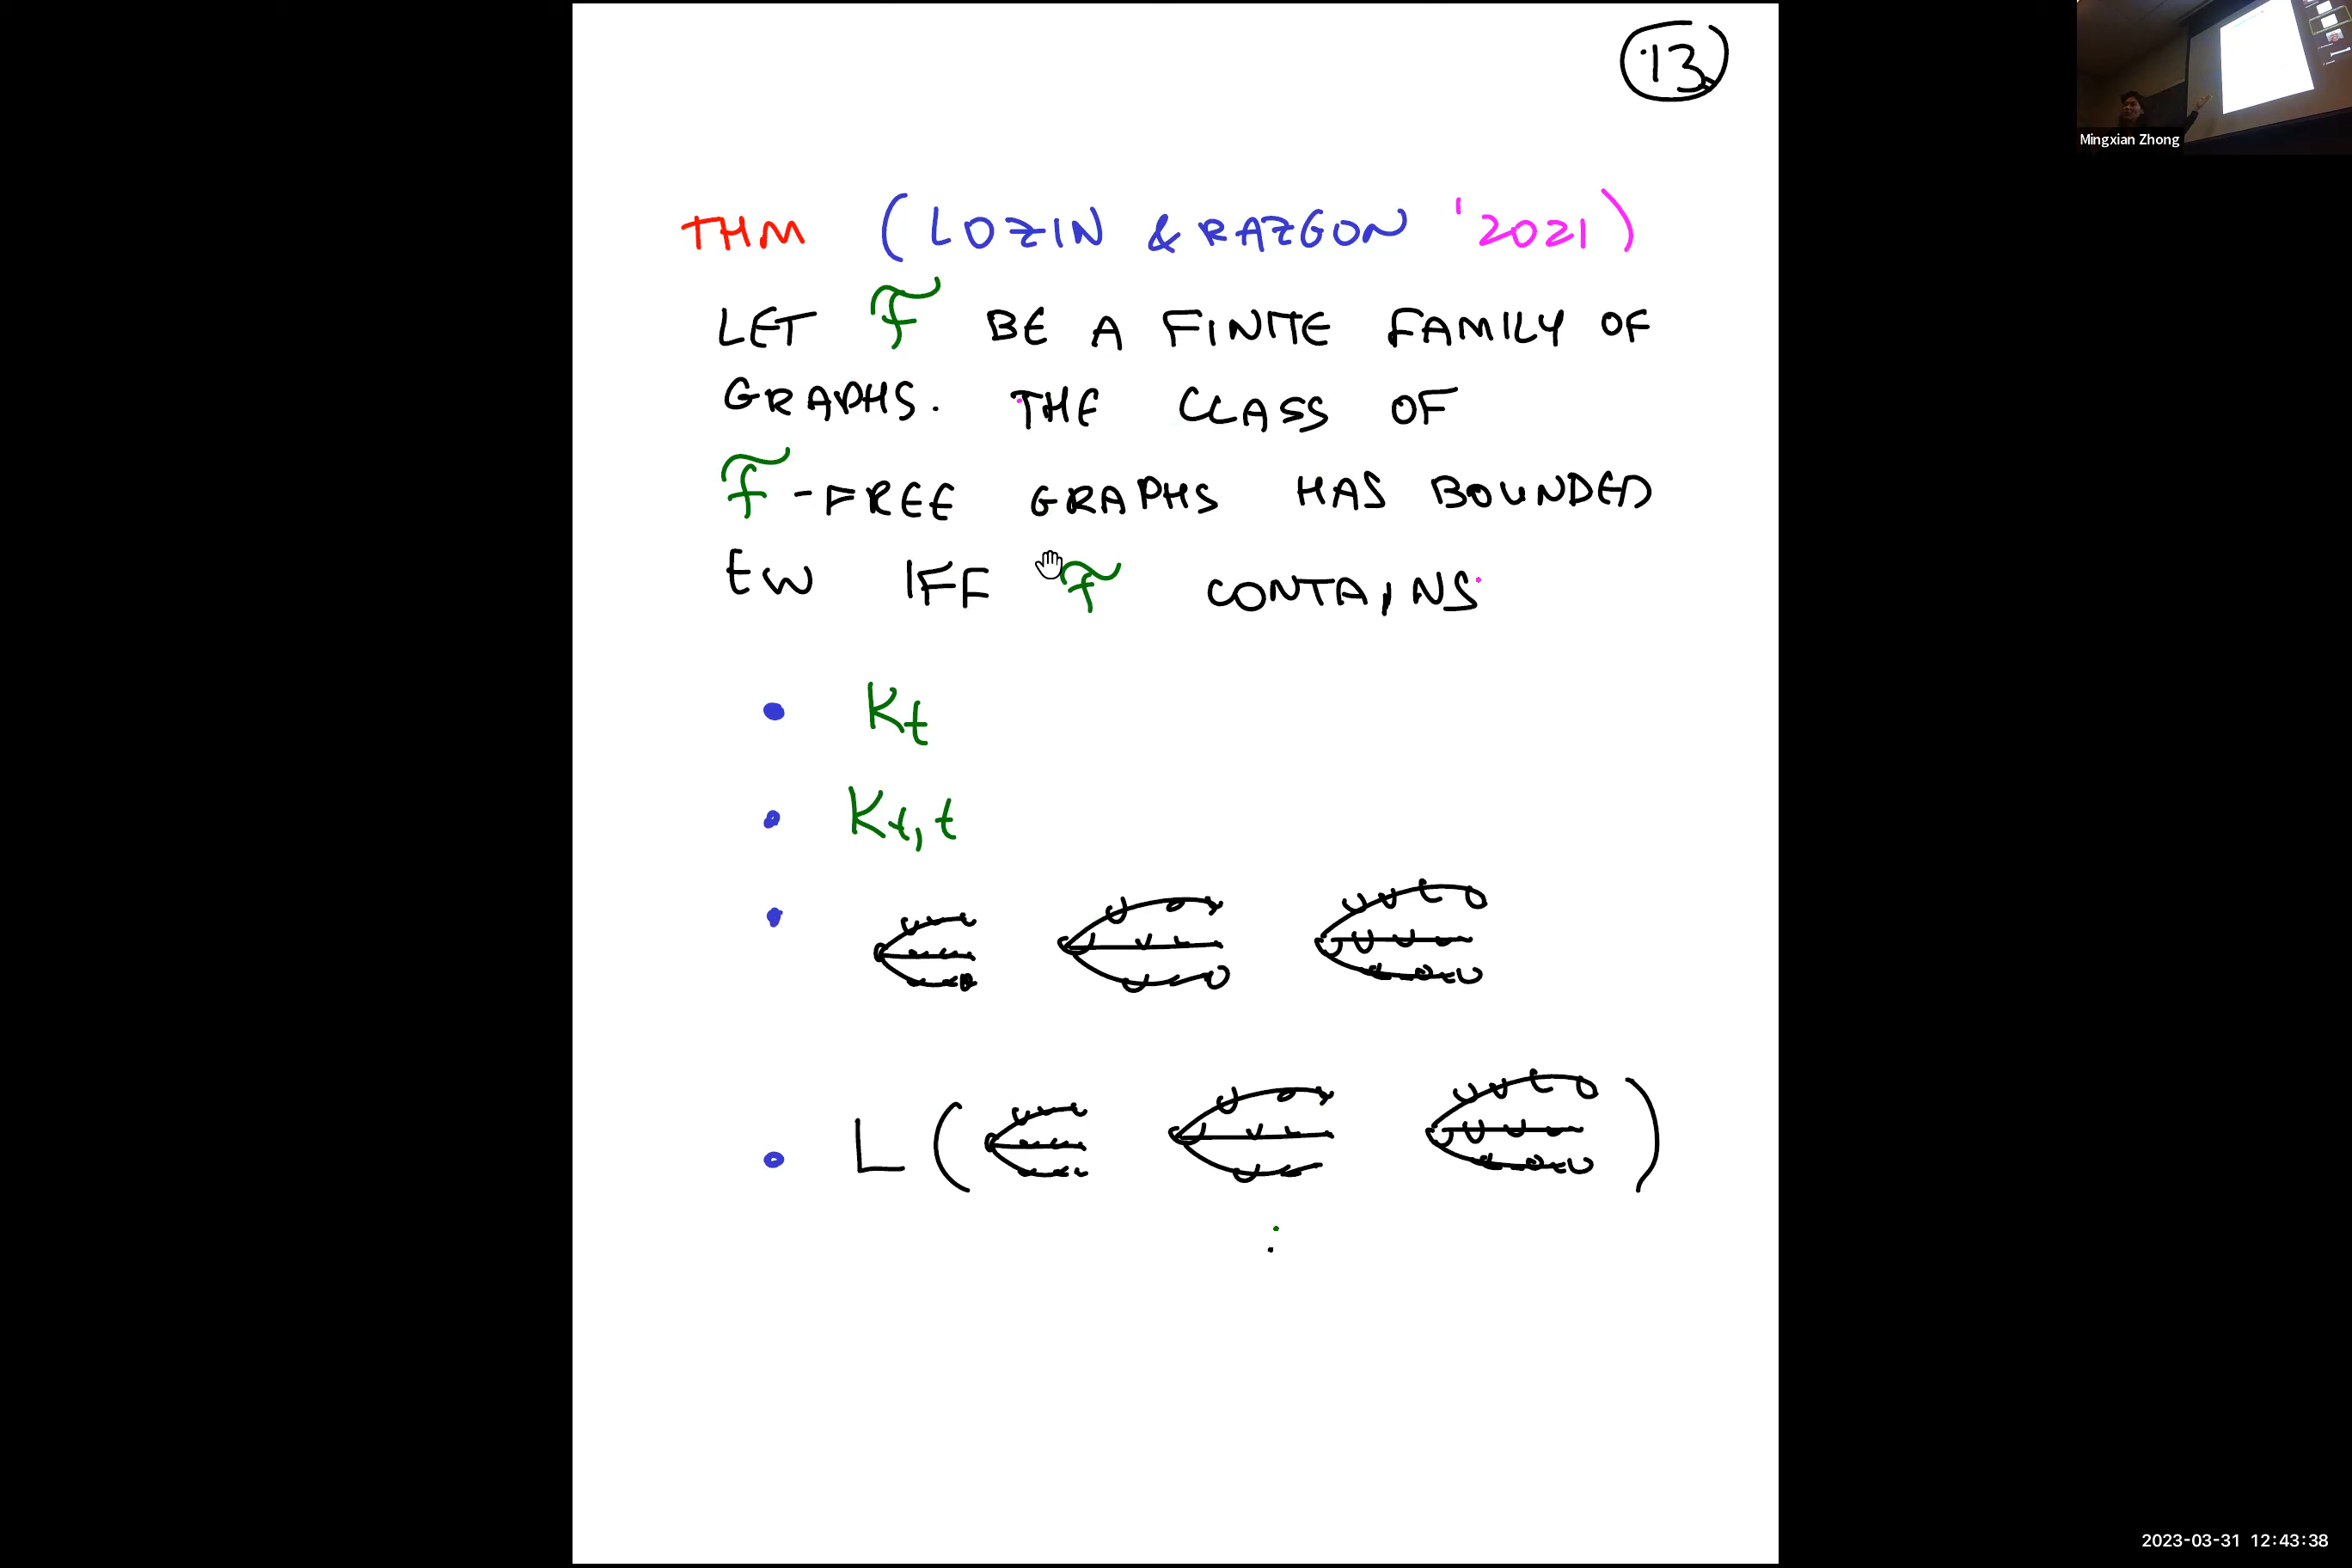 13
THM (LOZIN & RAZGON '2021)
LET F BE A FINITE FAMILY OF
GRAPHS. THE CLASS OF
F-FREE GRAPHS HAS BOUNDED
tw IFF F CONTAINS
• Kt
• Kt,t
•
• L ( )
Mingxian Zhong
2023-03-31 12:43:38